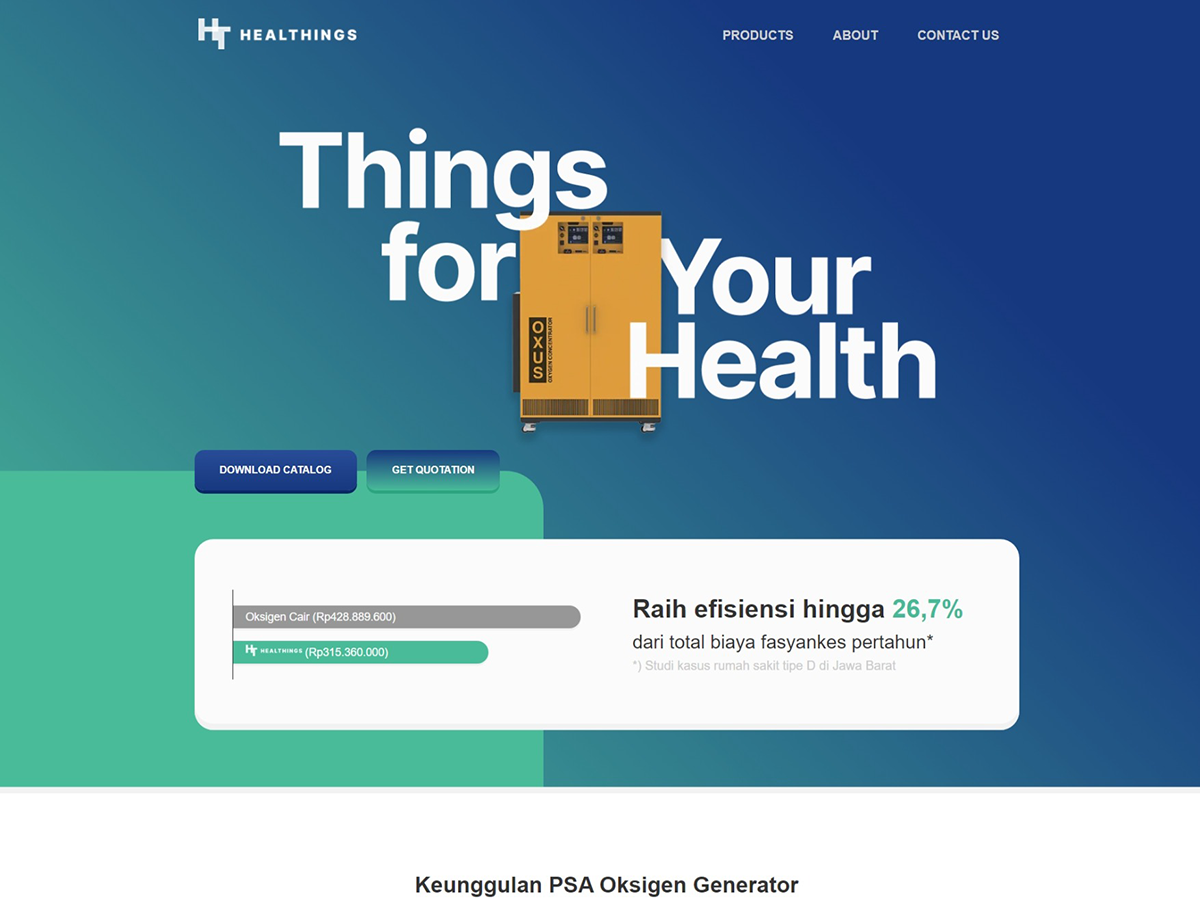 HT HEALTHINGS
PRODUCTS ABOUT CONTACT US
Things
for Your
Health
OXUS
OXYGEN CONCENTRATOR
DOWNLOAD CATALOG
GET QUOTATION
Oksigen Cair (Rp428.889.600)
HT HEALTHINGS (Rp315.360.000)
Raih efisiensi hingga 26,7%
dari total biaya fasyankes pertahun*
*) Studi kasus rumah sakit tipe D di Jawa Barat
Keunggulan PSA Oksigen Generator